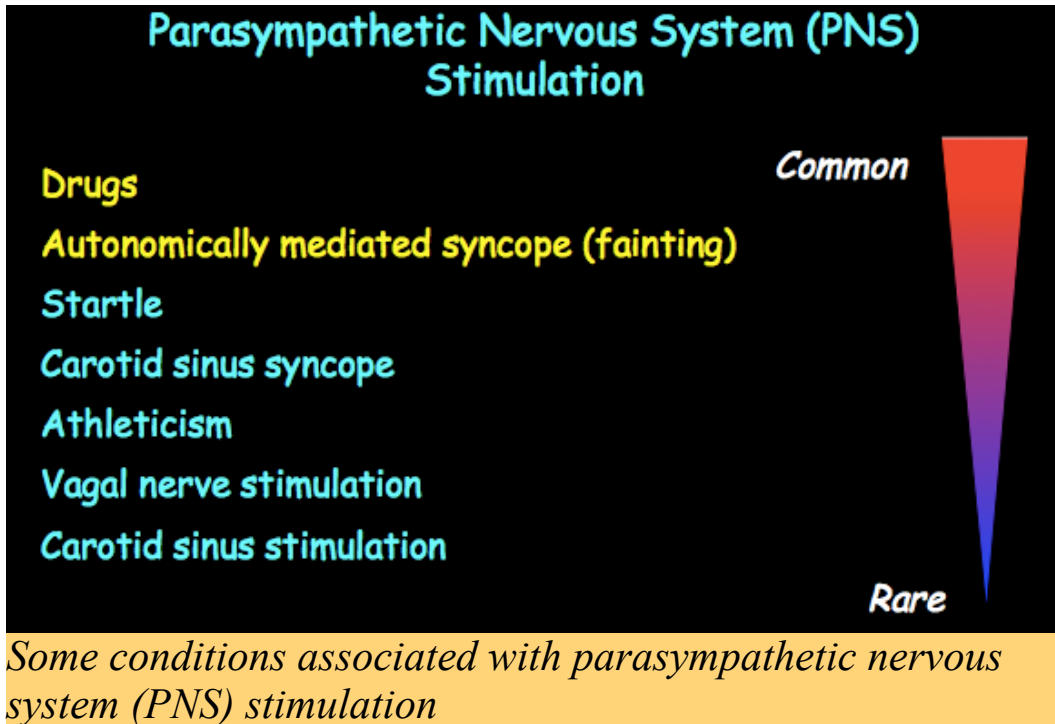 Parasympathetic Nervous System (PNS)
Stimulation
Common
Drugs
Autonomically mediated syncope (fainting)
Startle
Carotid sinus syncope
Athleticism
Vagal nerve stimulation
Carotid sinus stimulation
Rare
Some conditions associated with parasympathetic nervous
system (PNS) stimulation